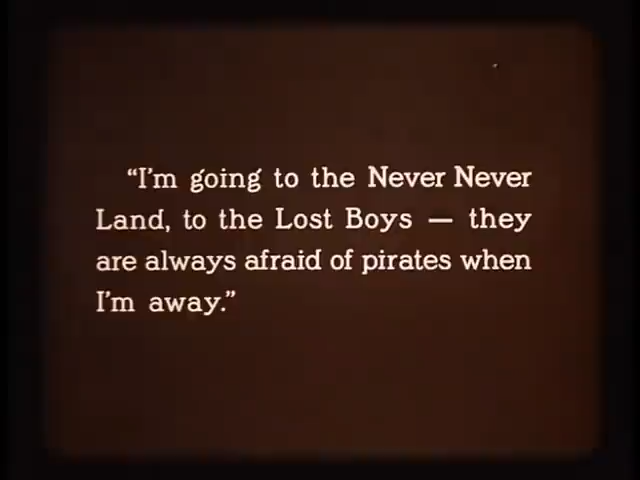 “I’m going to the Never Never
Land, to the Lost Boys — they
are always afraid of pirates when
I’m away.”